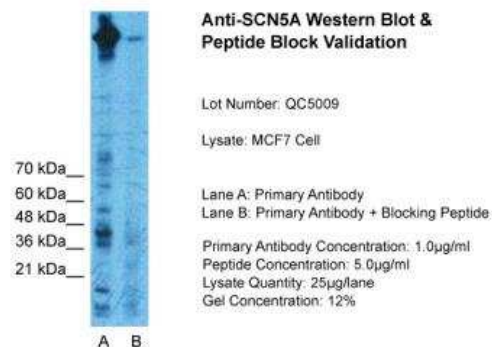 Anti-SCN5A Western Blot &
Peptide Block Validation
Lot Number: QC5009
Lysate: MCF7 Cell
70 kDa
60 kDa
48 kDa
36 kDa
21 kDa
Lane A: Primary Antibody
Lane B: Primary Antibody + Blocking Peptide
Primary Antibody Concentration: 1.0µg/ml
Peptide Concentration: 5.0µg/ml
Lysate Quantity: 25µg/lane
Gel Concentration: 12%
A B